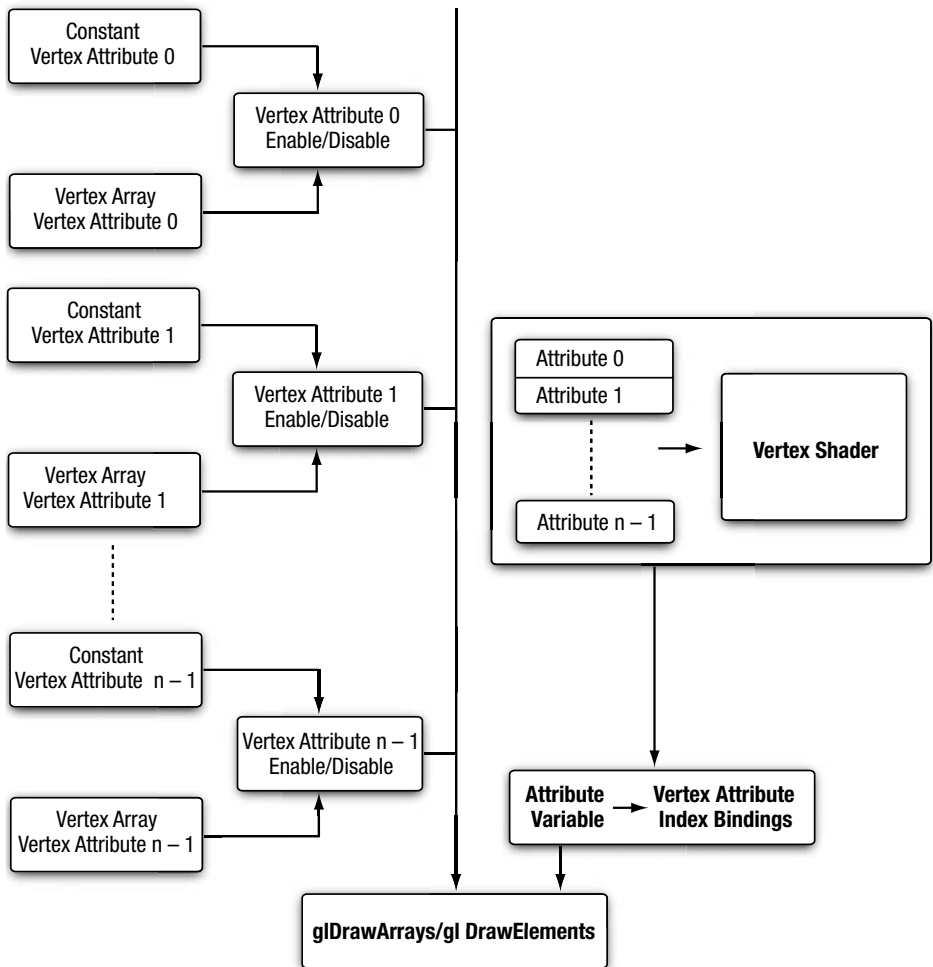 Constant
Vertex Attribute 0
Vertex Attribute 0
Enable/Disable
Vertex Array
Vertex Attribute 0
Constant
Vertex Attribute 1
Vertex Attribute 1
Enable/Disable
Vertex Array
Vertex Attribute 1
Constant
Vertex Attribute n – 1
Vertex Attribute n – 1
Enable/Disable
Vertex Array
Vertex Attribute n – 1
Attribute 0
Attribute 1
Attribute n – 1
Vertex Shader
Attribute
Variable
Vertex Attribute
Index Bindings
glDrawArrays/gl DrawElements